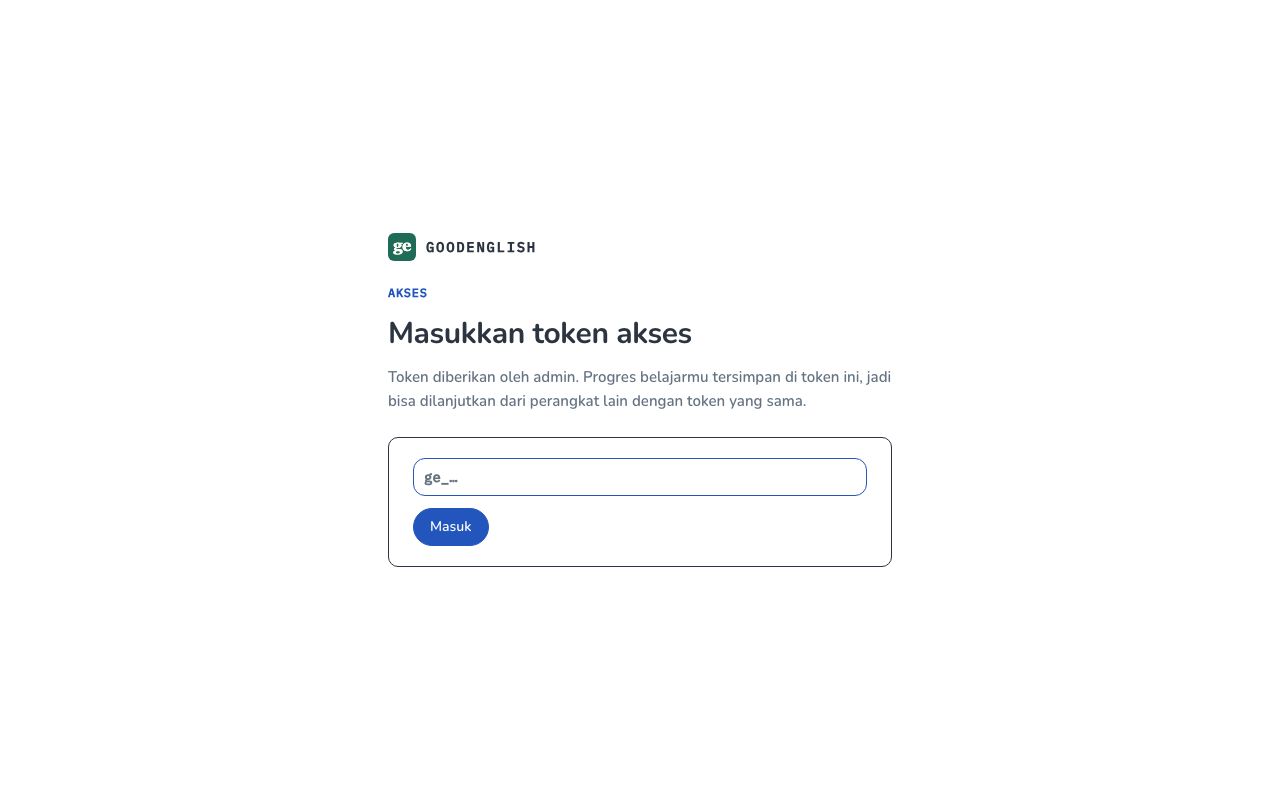 ge GOODENGLISH
AKSES
Masukkan token akses
Token diberikan oleh admin. Progres belajarmu tersimpan di token ini, jadi
bisa dilanjutkan dari perangkat lain dengan token yang sama.
ge_…
Masuk